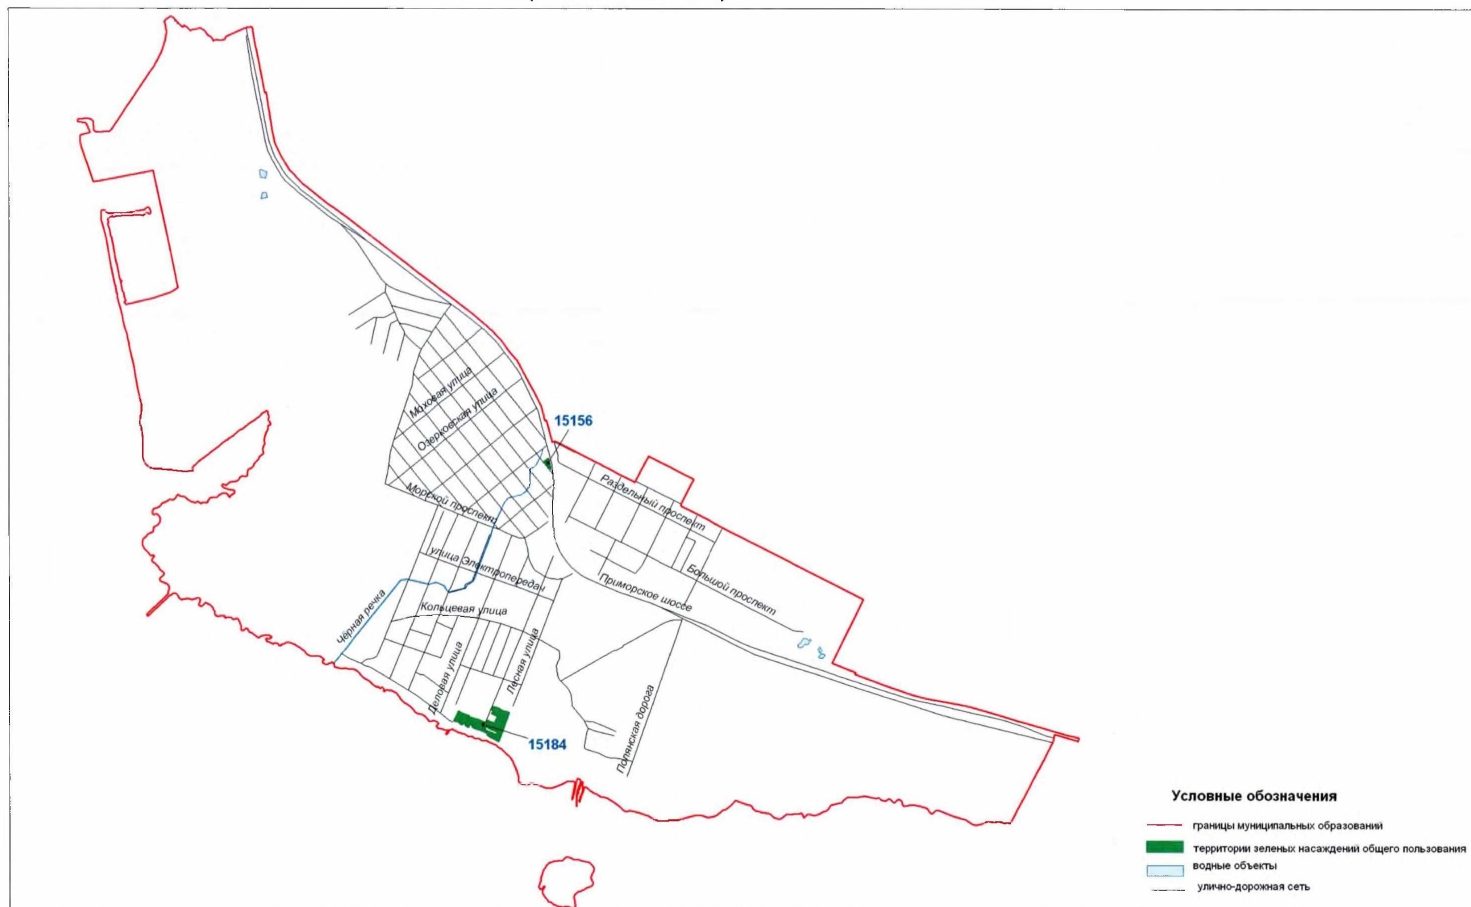 Моховая улица
Озерковская улица
15156
Морской проспект
Раздельный проспект
улица Электропередач
Большой проспект
Приморское шоссе
Чёрная речка
Кольцевая улица
Деловая улица
Лесная улица
Полянская дорога
15184
Условные обозначения
границы муниципальных образований
территории зеленых насаждений общего пользования
водные объекты
улично-дорожная сеть